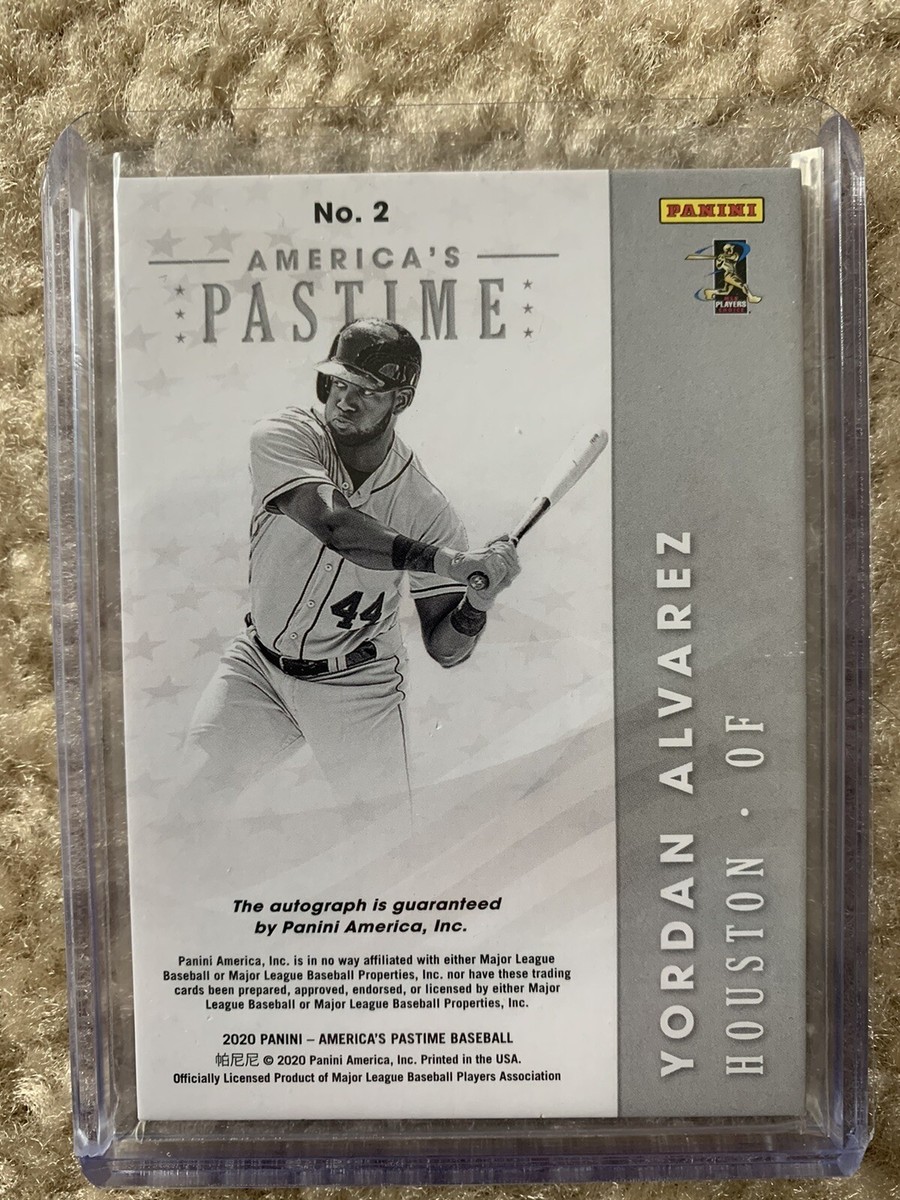 No. 2
AMERICA'S
PASTIME
PANINI
MLB
PLAYERS
CHOICE
44
YORDAN ALVAREZ
HOUSTON · OF
The autograph is guaranteed
by Panini America, Inc.
Panini America, Inc. is in no way affiliated with either Major League
Baseball or Major League Baseball Properties, Inc. nor have these trading
cards been prepared, approved, endorsed, or licensed by either Major
League Baseball or Major League Baseball Properties, Inc.
2020 PANINI – AMERICA'S PASTIME BASEBALL
帕尼尼 © 2020 Panini America, Inc. Printed in the USA.
Officially Licensed Product of Major League Baseball Players Association